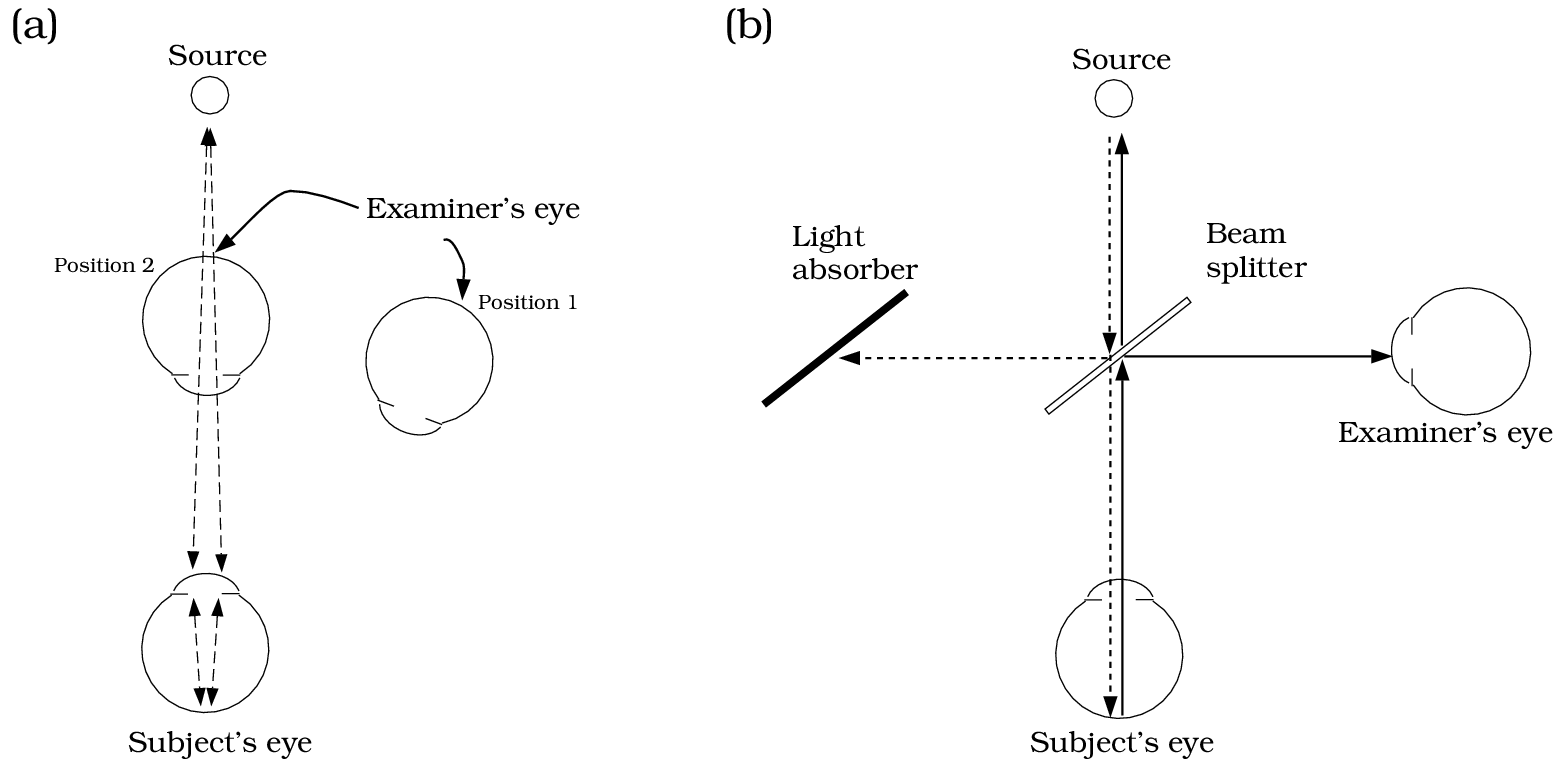 (a)
Source
Examiner's eye
Position 2
Position 1
Subject's eye
(b)
Source
Light
absorber
Beam
splitter
Examiner's eye
Subject's eye